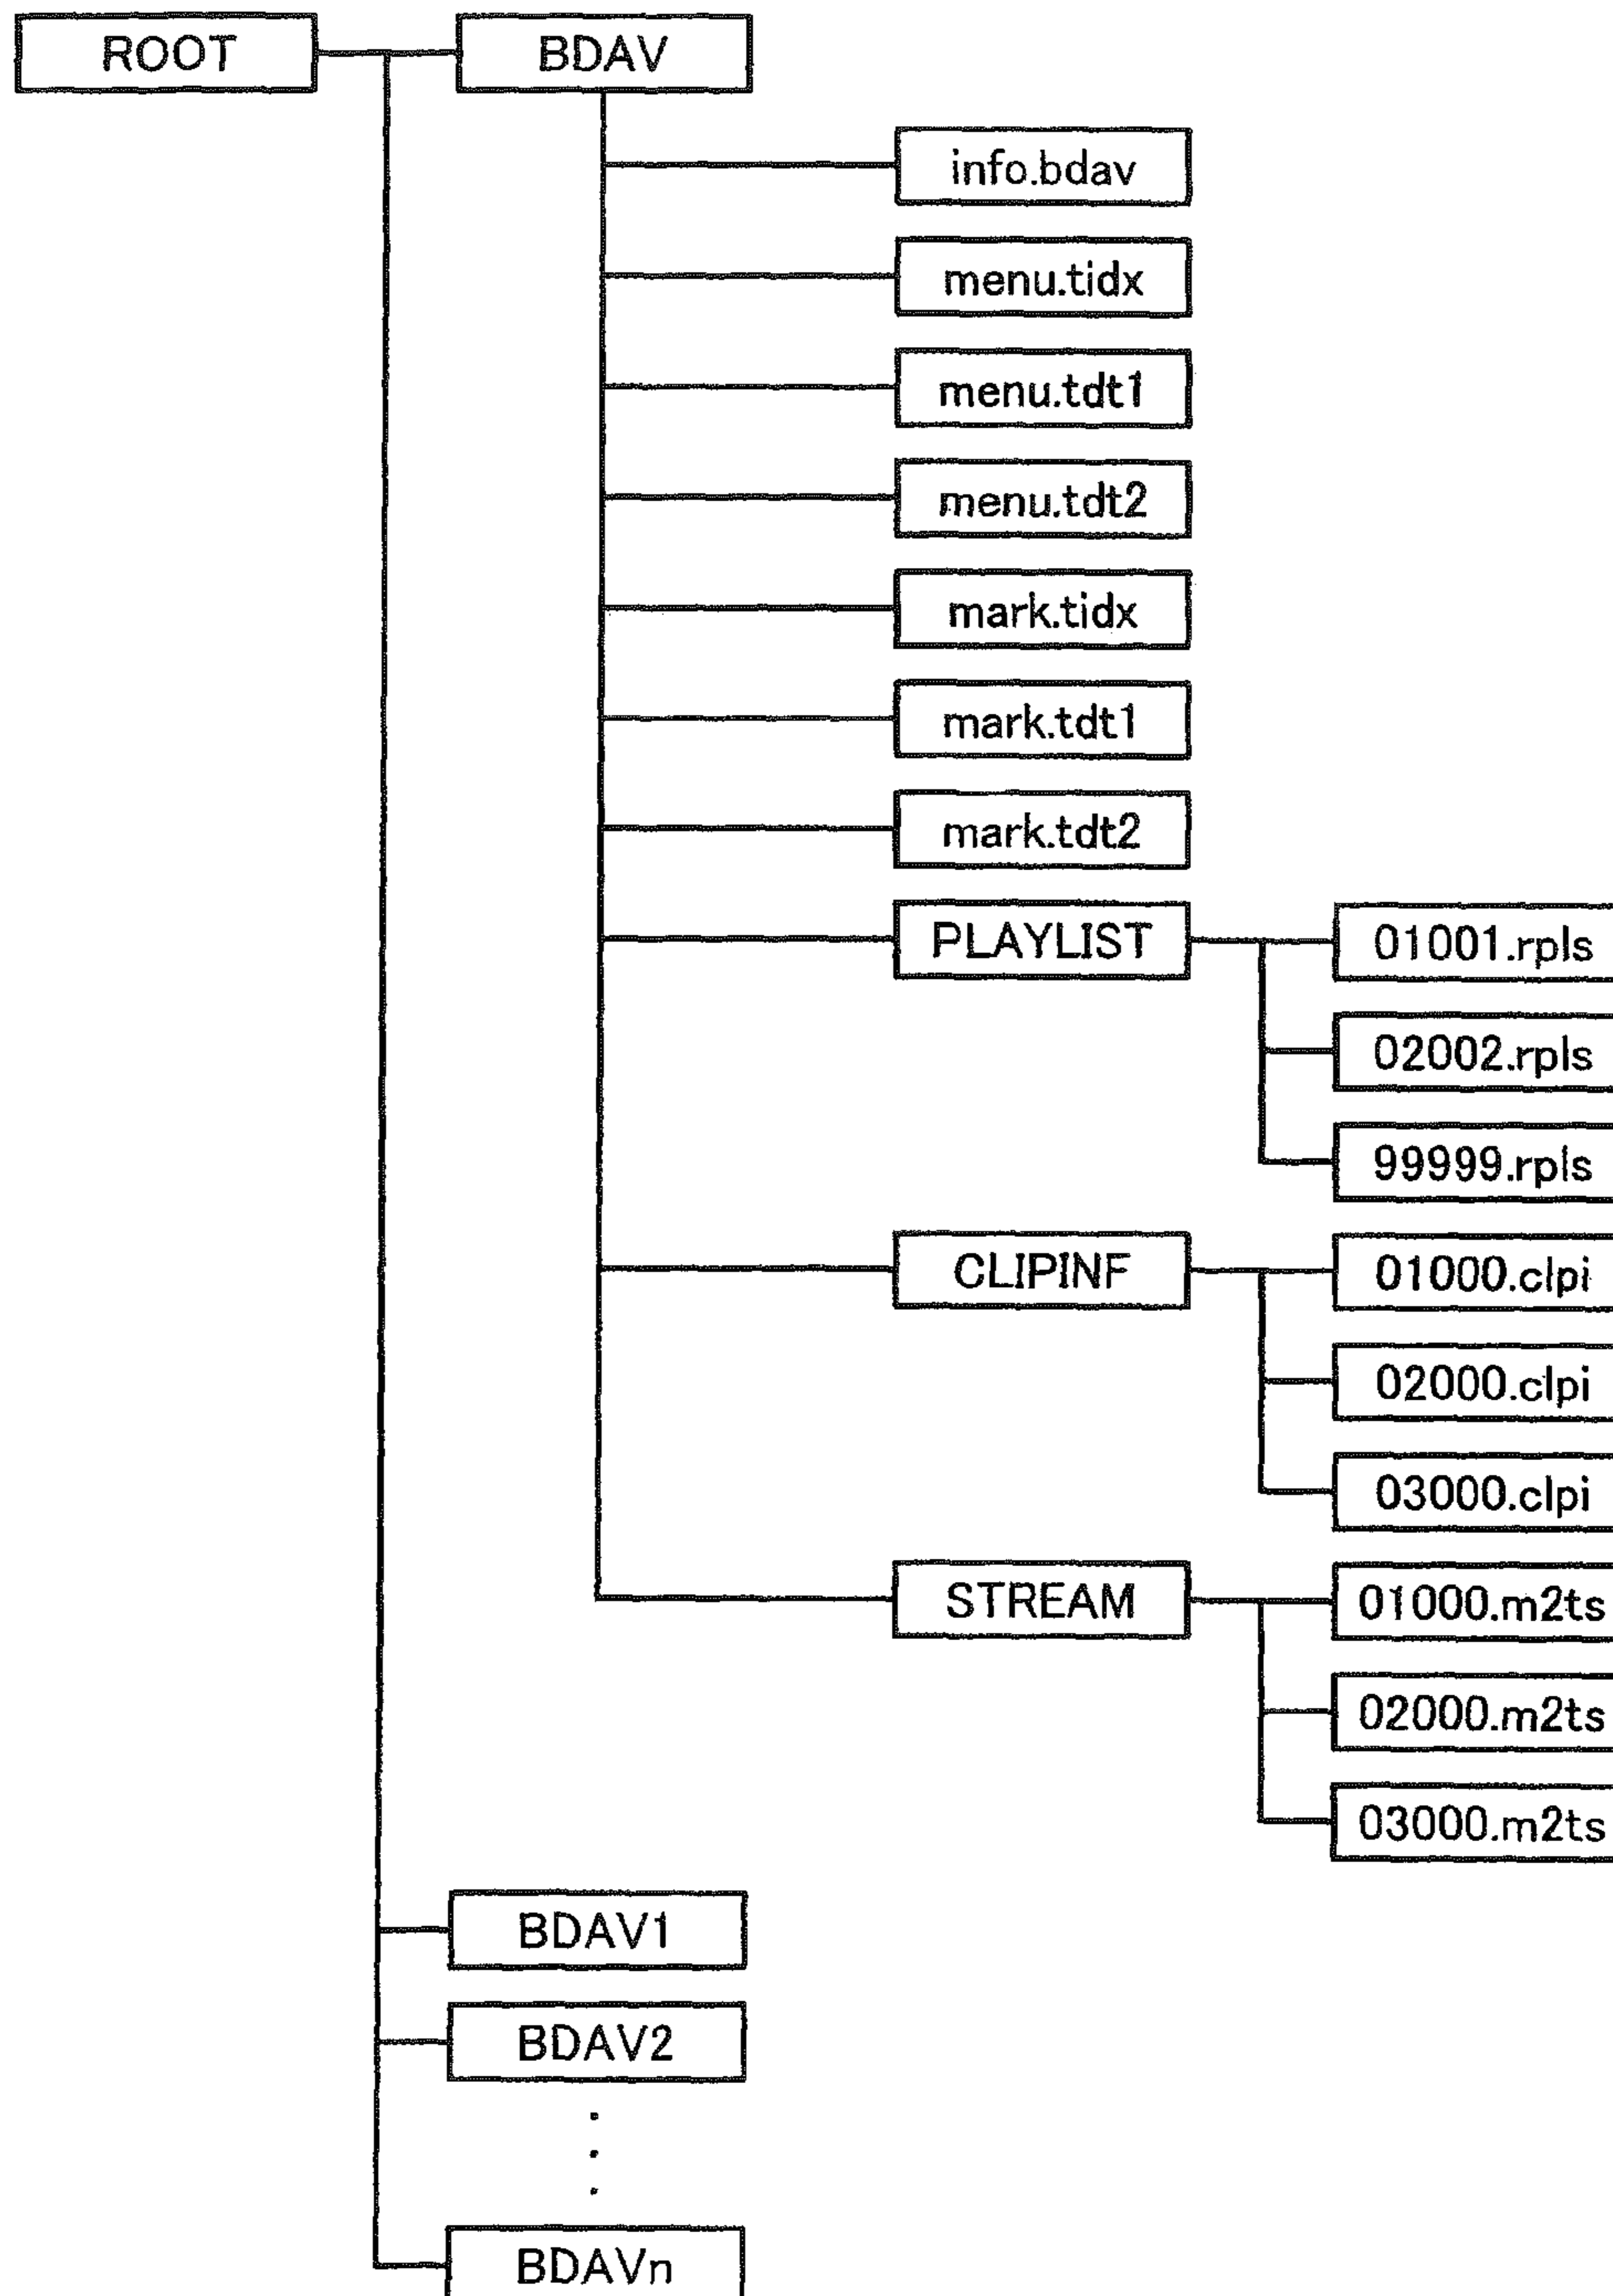 ROOT
BDAV
info.bdav
menu.tidx
menu.tdt1
menu.tdt2
mark.tidx
mark.tdt1
mark.tdt2
PLAYLIST
01001.rpls
02002.rpls
99999.rpls
CLIPINF
01000.clpi
02000.clpi
03000.clpi
STREAM
01000.m2ts
02000.m2ts
03000.m2ts
BDAV1
BDAV2
BDAVn